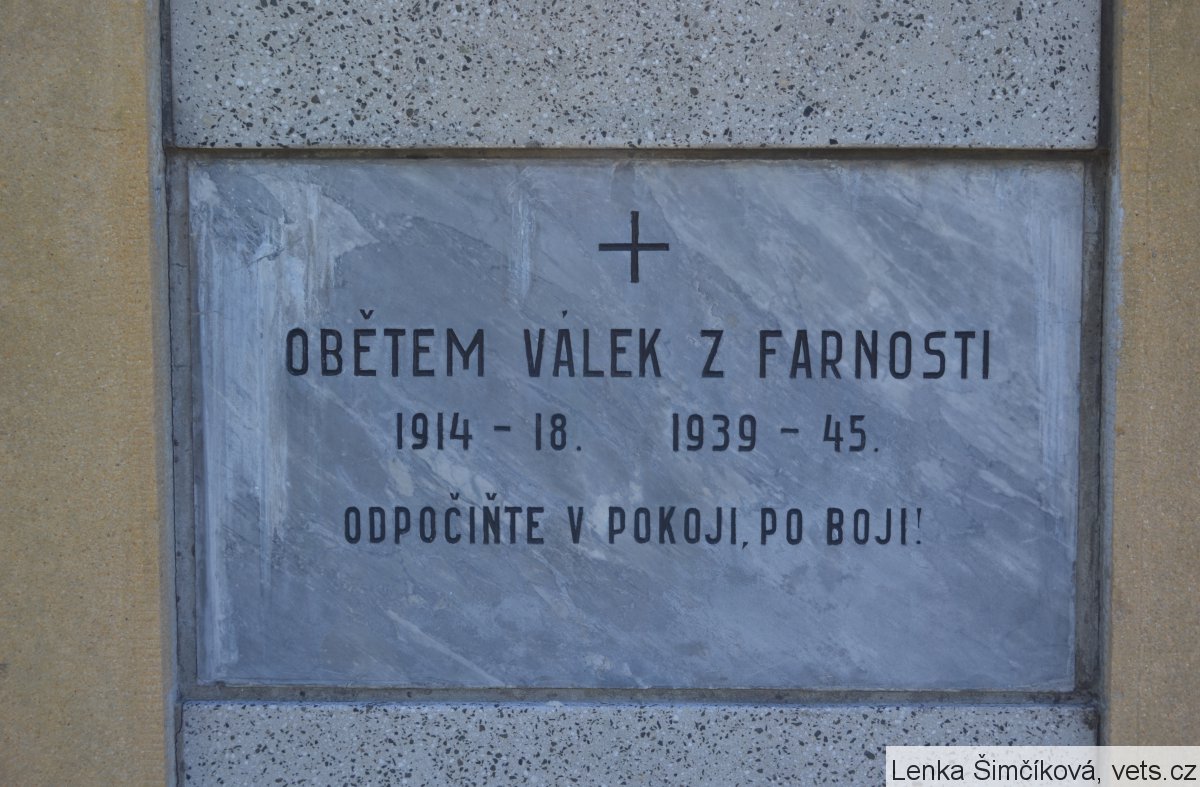 OBĚTEM VÁLEK Z FARNOSTI
1914 - 18. 1939 - 45.
ODPOČIŇTE V POKOJI, PO BOJI!
Lenka Šimčíková, vets.cz